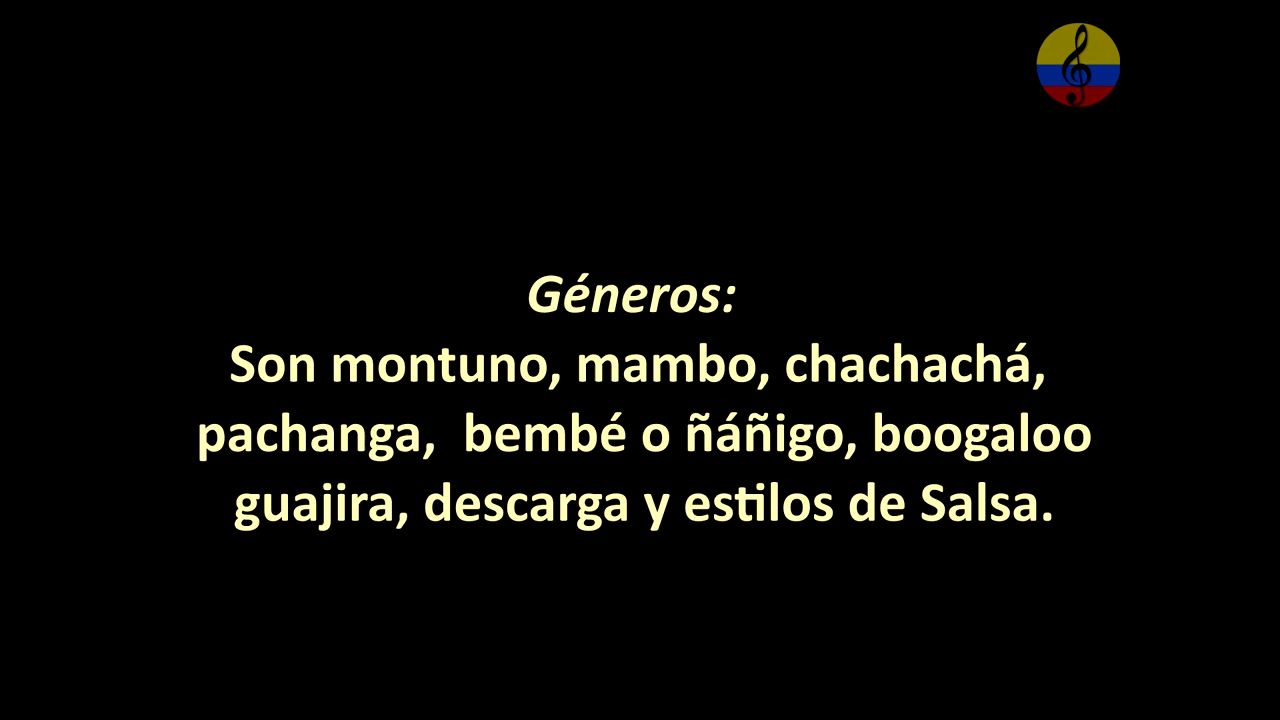 Géneros:
Son montuno, mambo, chachachá,
pachanga,  bembé o ñáñigo, boogaloo
guajira, descarga y estilos de Salsa.